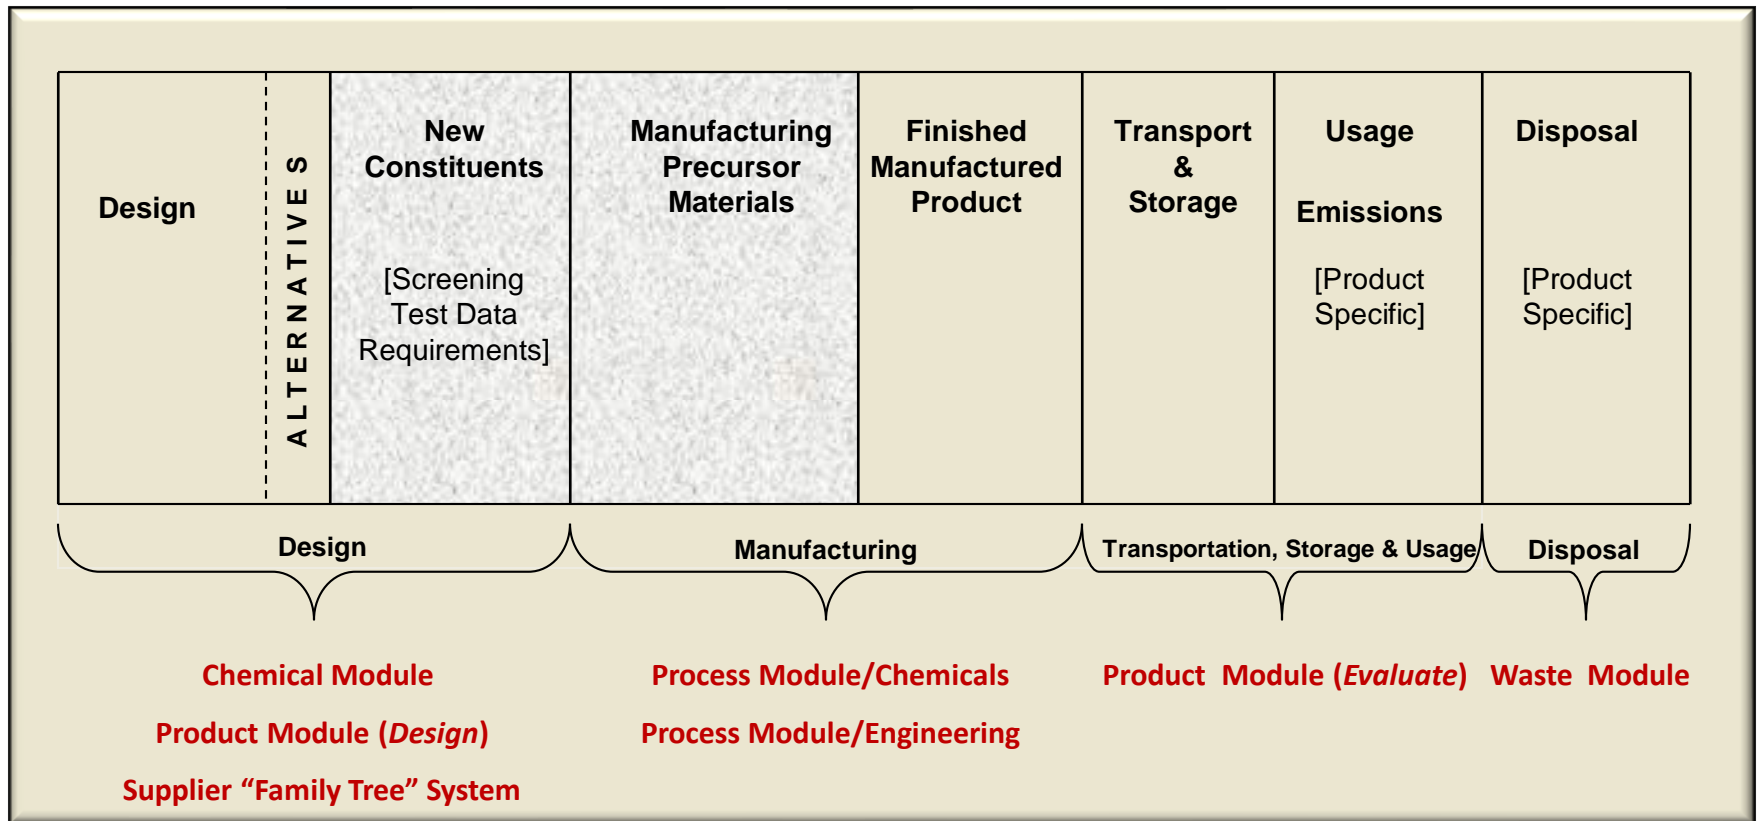 Design
ALTERNATIVES
New
Constituents
[Screening
Test Data
Requirements]
Manufacturing
Precursor
Materials
Finished
Manufactured
Product
Transport
&
Storage
Usage
Emissions
[Product
Specific]
Disposal
[Product
Specific]
Design
Manufacturing
Transportation, Storage & Usage
Disposal
Chemical Module
Product Module (Design)
Supplier “Family Tree” System
Process Module/Chemicals
Process Module/Engineering
Product Module (Evaluate)
Waste Module